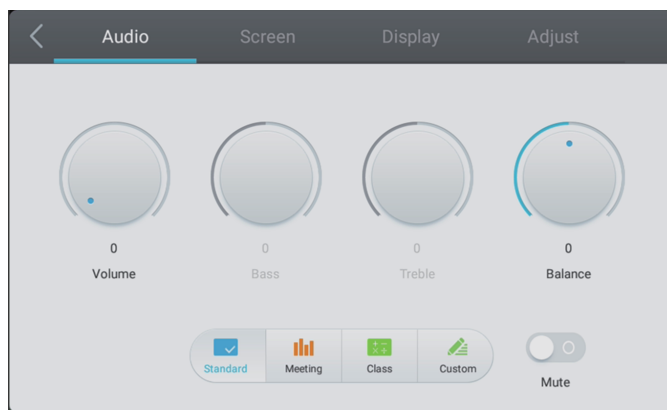 Audio Screen Display Adjust
0 0 0 0
Volume Bass Treble Balance
Standard Meeting Class Custom
Mute